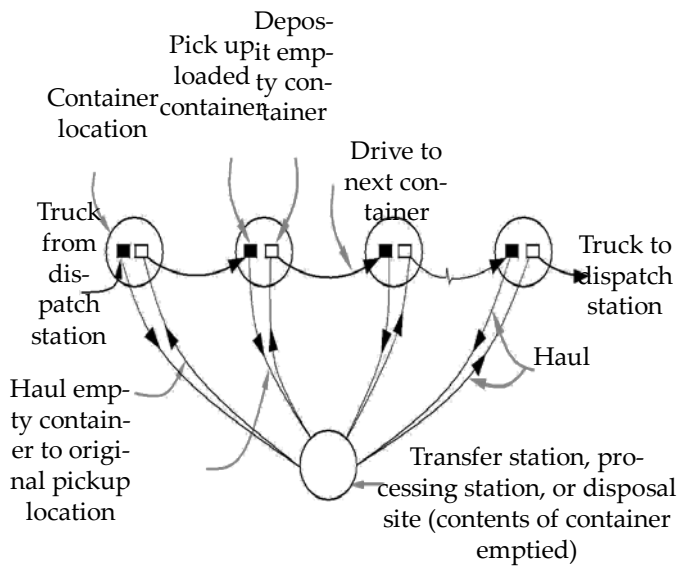 Container
location
Pick up
loaded
container
Depos-
it emp-
ty con-
tainer
Drive to
next con-
tainer
Truck
from
dis-
patch
station
Truck to
dispatch
station
Haul
Haul emp-
ty contain-
er to origi-
nal pickup
location
Transfer station, pro-
cessing station, or disposal
site (contents of container
emptied)